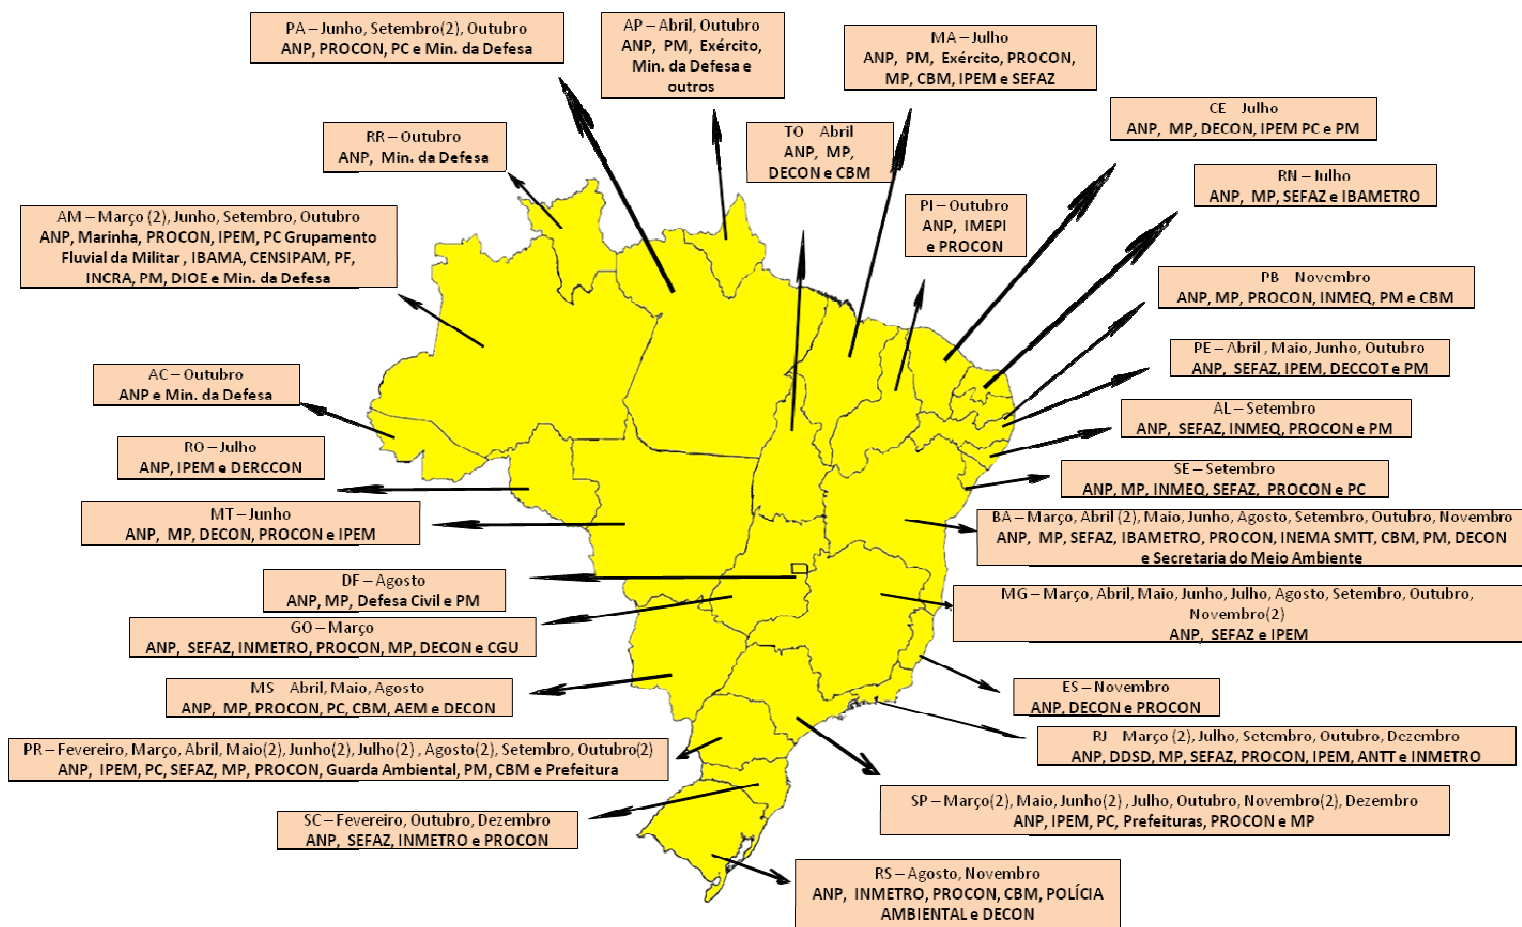 PA – Junho, Setembro(2), Outubro
ANP, PROCON, PC e Min. da Defesa
AP – Abril, Outubro
ANP, PM, Exército,
Min. da Defesa e
outros
MA – Julho
ANP, PM, Exército, PROCON,
MP, CBM, IPEM e SEFAZ
CE Julho
ANP, MP, DECON, IPEM PC e PM
RR – Outubro
ANP, Min. da Defesa
TO Abril
ANP, MP,
DECON e CBM
RN – Julho
ANP, MP, SEFAZ e IBAMETRO
AM – Março (2), Junho, Setembro, Outubro
ANP, Marinha, PROCON, IPEM, PC Grupamento
Fluvial da Militar , IBAMA, CENSIPAM, PF,
INCRA, PM, DIOE e Min. da Defesa
PI – Outubro
ANP, IMEPI
e PROCON
PB Novembro
ANP, MP, PROCON, INMEQ, PM e CBM
PE – Abril , Maio, Junho, Outubro
ANP, SEFAZ, IPEM, DECCOT e PM
AC – Outubro
ANP e Min. da Defesa
AL – Setembro
ANP, SEFAZ, INMEQ, PROCON e PM
RO – Julho
ANP, IPEM e DERCCON
SE – Setembro
ANP, MP, INMEQ, SEFAZ, PROCON e PC
MT – Junho
ANP, MP, DECON, PROCON e IPEM
BA – Março, Abril (2), Maio, Junho, Agosto, Setembro, Outubro, Novembro
ANP, MP, SEFAZ, IBAMETRO, PROCON, INEMA SMTT, CBM, PM, DECON
e Secretaria do Meio Ambiente
DF – Agosto
ANP, MP, Defesa Civil e PM
MG – Março, Abril, Maio, Junho, Julho, Agosto, Setembro, Outubro,
Novembro(2)
ANP, SEFAZ e IPEM
GO – Março
ANP, SEFAZ, INMETRO, PROCON, MP, DECON e CGU
MS Abril, Maio, Agosto
ANP, MP, PROCON, PC, CBM, AEM e DECON
ES – Novembro
ANP, DECON e PROCON
RJ Março (2), Julho, Setembro, Outubro, Dezembro
ANP, DDSD, MP, SEFAZ, PROCON, IPEM, ANTT e INMETRO
PR – Fevereiro, Março, Abril, Maio(2), Junho(2), Julho(2) , Agosto(2), Setembro, Outubro(2)
ANP, IPEM, PC, SEFAZ, MP, PROCON, Guarda Ambiental, PM, CBM e Prefeitura
SP – Março(2), Maio, Junho(2) , Julho, Outubro, Novembro(2), Dezembro
ANP, IPEM, PC, Prefeituras, PROCON e MP
SC – Fevereiro, Outubro, Dezembro
ANP, SEFAZ, INMETRO e PROCON
RS – Agosto, Novembro
ANP, INMETRO, PROCON, CBM, POLÍCIA
AMBIENTAL e DECON